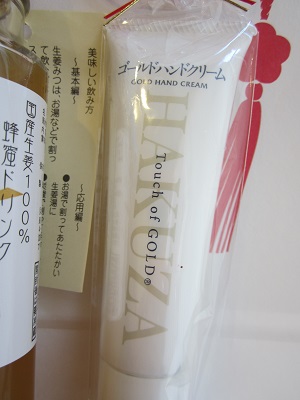 美味しい飲み方
〜基本編〜
生姜みつは、お湯などで割っ
て飲
〜応用編〜
●お湯で割ってあたたかい
生姜湯に
国産生姜100%
蜂蜜ドリンク
ゴールドハンドクリーム
GOLD HAND CREAM
HAKUZA
Touch of GOLD®